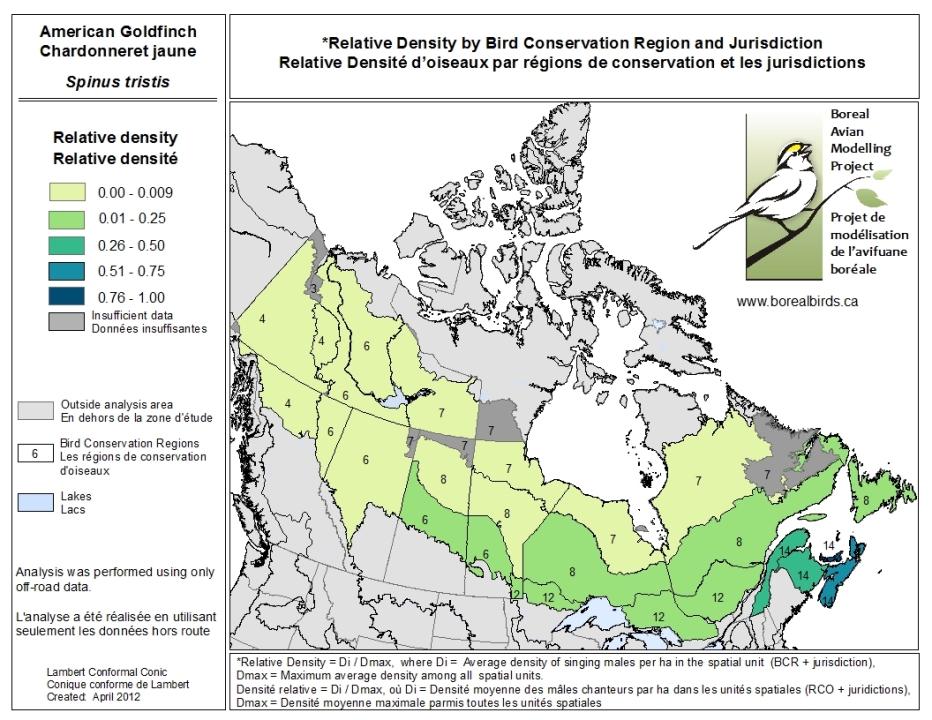 American Goldfinch
Chardonneret jaune
Spinus tristis
*Relative Density by Bird Conservation Region and Jurisdiction
Relative Densité d'oiseaux par régions de conservation et les jurisdictions
Relative density
Relative densité
0.00 - 0.009
0.01 - 0.25
0.26 - 0.50
0.51 - 0.75
0.76 - 1.00
Insufficient data
Données insuffisantes
Outside analysis area
En dehors de la zone d'étude
6
Bird Conservation Regions
Les régions de conservation
d'oiseaux
Lakes
Lacs
Analysis was performed using only
off-road data.
L'analyse a été réalisée en utilisant
seulement les données hors route
Lambert Conformal Conic
Conique conforme de Lambert
Created: April 2012
Boreal
Avian
Modelling
Project
Projet de
modélisation
de l'avifuane
boréale
www.borealbirds.ca
3
4
4
6
4
6
6
7
7
7
7
6
8
7
8
7
7
7
8
6
6
8
8
12
12
12
12
14
14
14
14
*Relative Density = Di / Dmax, where Di = Average density of singing males per ha in the spatial unit (BCR + jurisdiction),
Dmax = Maximum average density among all spatial units.
Densité relative = Di / Dmax, où Di = Densité moyenne des mâles chanteurs par ha dans les unités spatiales (RCO + juridictions),
Dmax = Densité moyenne maximale parmis toutes les unités spatiales